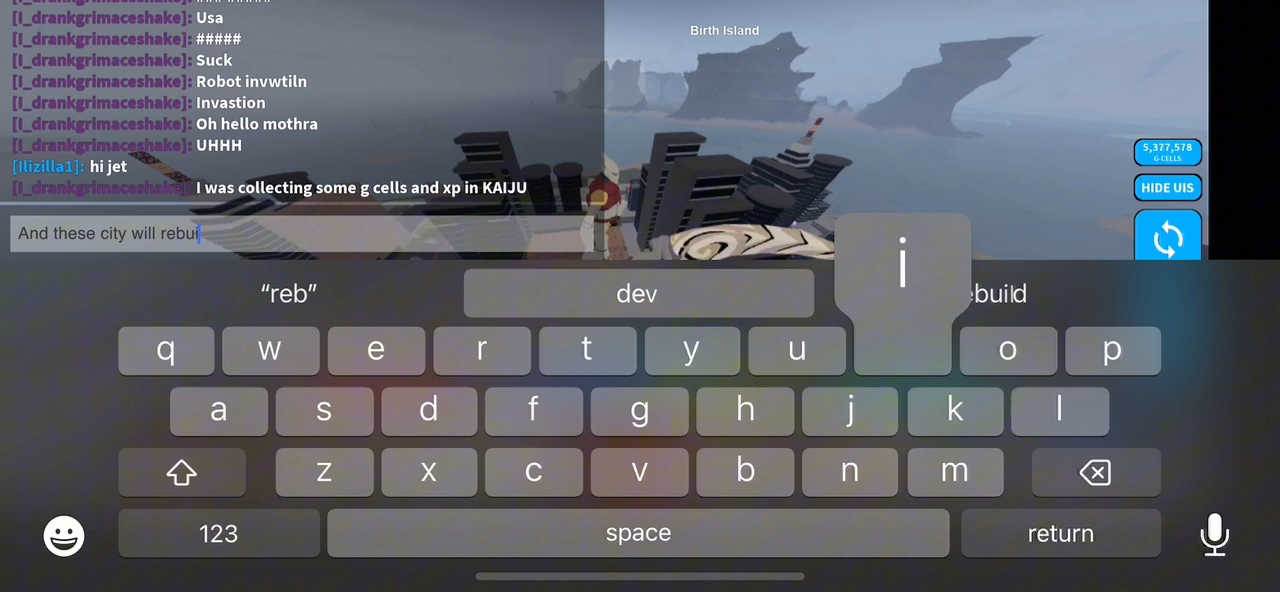 [I_drankgrimaceshake]: Usa
[I_drankgrimaceshake]: #####
[I_drankgrimaceshake]: Suck
[I_drankgrimaceshake]: Robot invwtiln
[I_drankgrimaceshake]: Invastion
[I_drankgrimaceshake]: Oh hello mothra
[I_drankgrimaceshake]: UHHH
[Ilizilla1]: hi jet
[I_drankgrimaceshake]: I was collecting some g cells and xp in KAIJU
Birth Island
5,377,578
G-CELLS
HIDE UIS
And these city will rebui
“reb” dev ebuild
i
q w e r t y u o p
a s d f g h j k l
z x c v b n m
123 space return